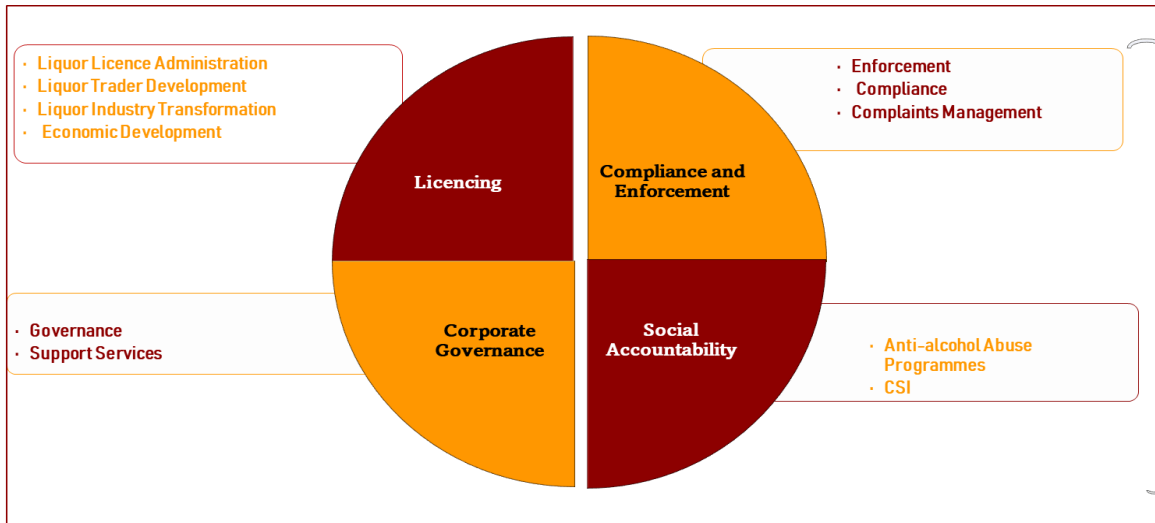 · Liquor Licence Administration
· Liquor Trader Development
· Liquor Industry Transformation
· Economic Development
· Enforcement
· Compliance
· Complaints Management
Licencing
Compliance and
Enforcement
Corporate
Governance
Social
Accountability
· Governance
· Support Services
· Anti-alcohol Abuse
Programmes
· CSI